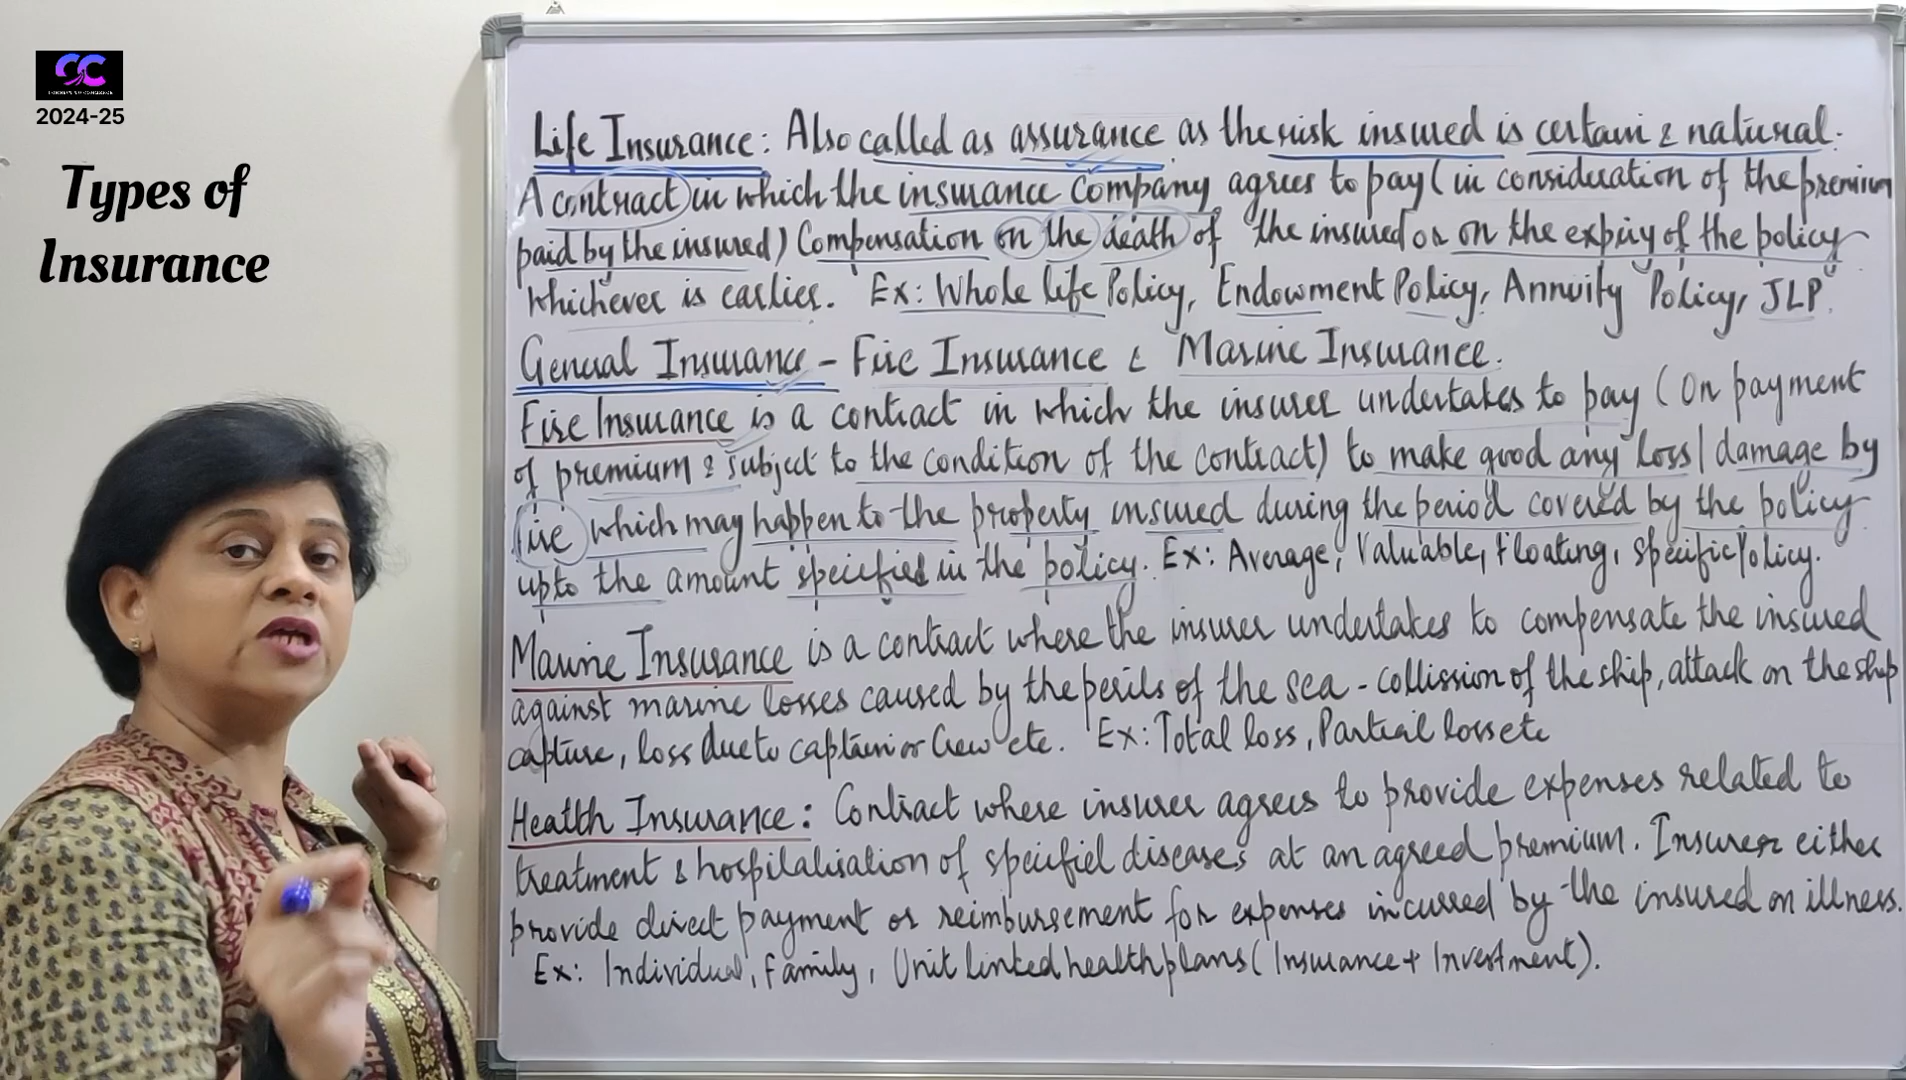 CC
2024-25
Types of
Insurance
Life Insurance: Also called as assurance as the risk insured is certain & natural.
A contract in which the insurance company agrees to pay (in consideration of the premium
paid by the insured) Compensation on the death of the insured or on the expiry of the policy
whichever is earlier. Ex: Whole life Policy, Endowment Policy, Annuity Policy, JLP.
General Insurance - Fire Insurance & Marine Insurance.
Fire Insurance is a contract in which the insurer undertakes to pay (On payment
of premium & subject to the condition of the contract) to make good any loss/damage by
fire which may happen to the property insured during the period covered by the policy
upto the amount specified in the policy. Ex: Average, Valuable, Floating, Specific Policy.
Marine Insurance is a contract where the insurer undertakes to compensate the insured
against marine losses caused by the perils of the sea - collission of the ship, attack on the ship
capture, loss due to captain or Crew etc. Ex: Total loss, Partial loss etc
Health Insurance: Contract where insurer agrees to provide expenses related to
treatment & hospitalisation of specified diseases at an agreed premium. Insurer either
provide direct payment or reimbursement for expenses incurred by the insured on illness.
Ex: Individual, Family, Unit linked health plans (Insurance + Investment).